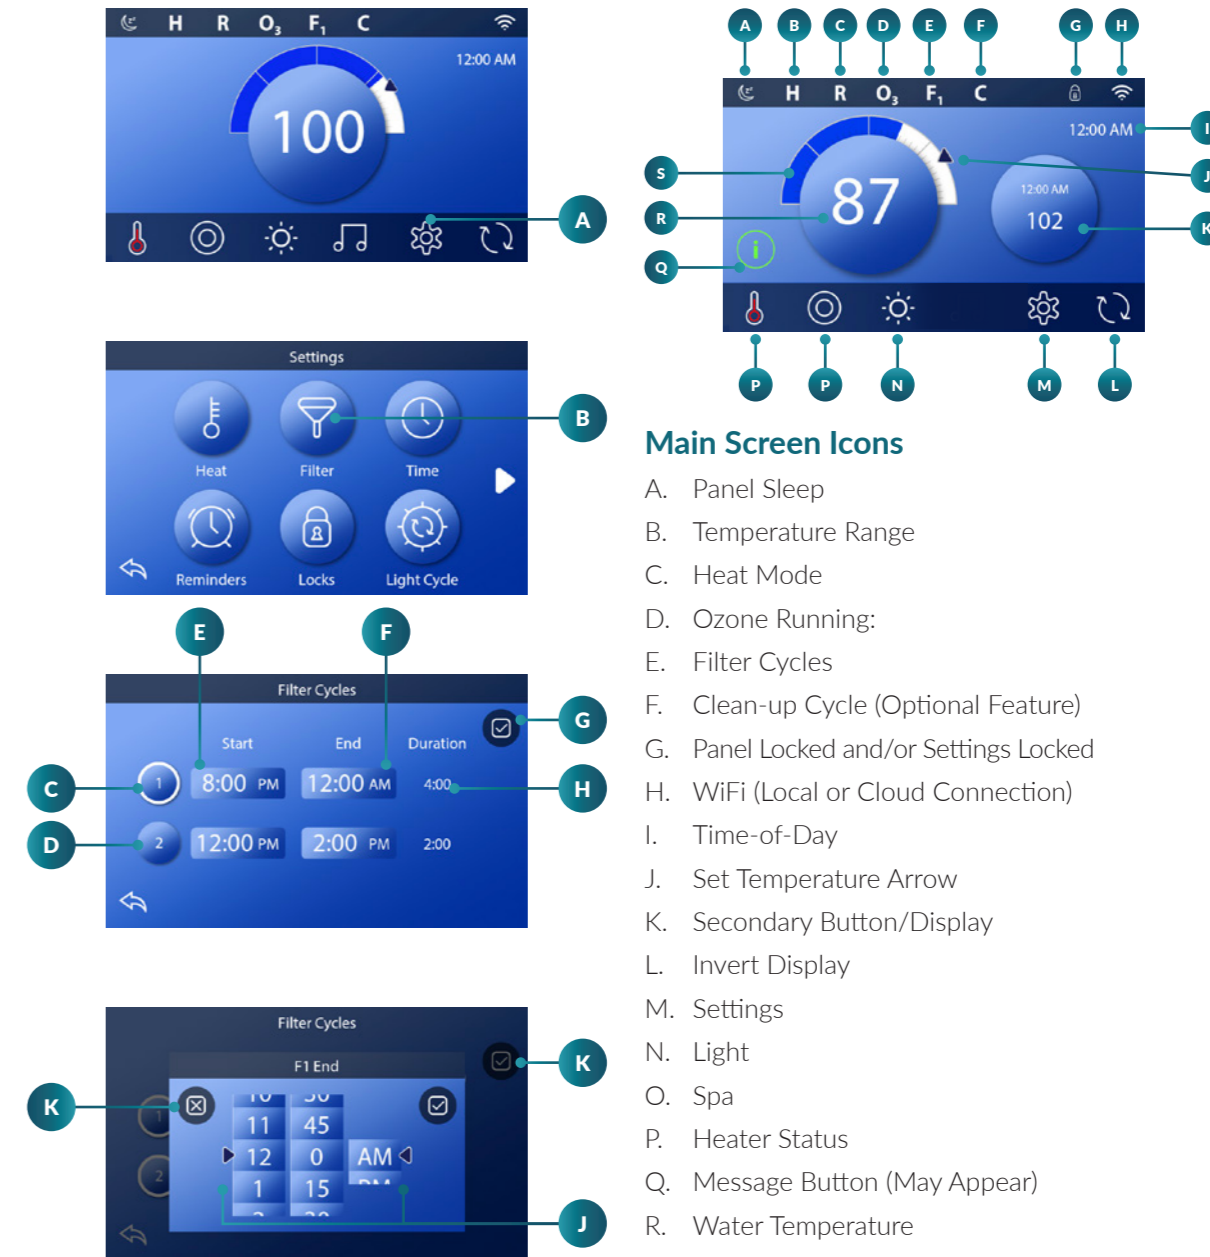 H R O₃ F₁ C
12:00 AM
100
A
Settings
B
Heat Filter Time
Reminders Locks Light Cycle
E F
Filter Cycles
G
Start End Duration
C 1 8:00 PM 12:00 AM 4:00 H
D 2 12:00 PM 2:00 PM 2:00
Filter Cycles
F1 End
K
K
11 45
12 0 AM
1 15
1
2
J
A B C D E F G H
H R O₃ F₁ C
12:00 AM I
J
S
87
12:00 AM
102
K
R
i
Q
P P N M L
Main Screen Icons
A. Panel Sleep
B. Temperature Range
C. Heat Mode
D. Ozone Running:
E. Filter Cycles
F. Clean-up Cycle (Optional Feature)
G. Panel Locked and/or Settings Locked
H. WiFi (Local or Cloud Connection)
I. Time-of-Day
J. Set Temperature Arrow
K. Secondary Button/Display
L. Invert Display
M. Settings
N. Light
O. Spa
P. Heater Status
Q. Message Button (May Appear)
R. Water Temperature